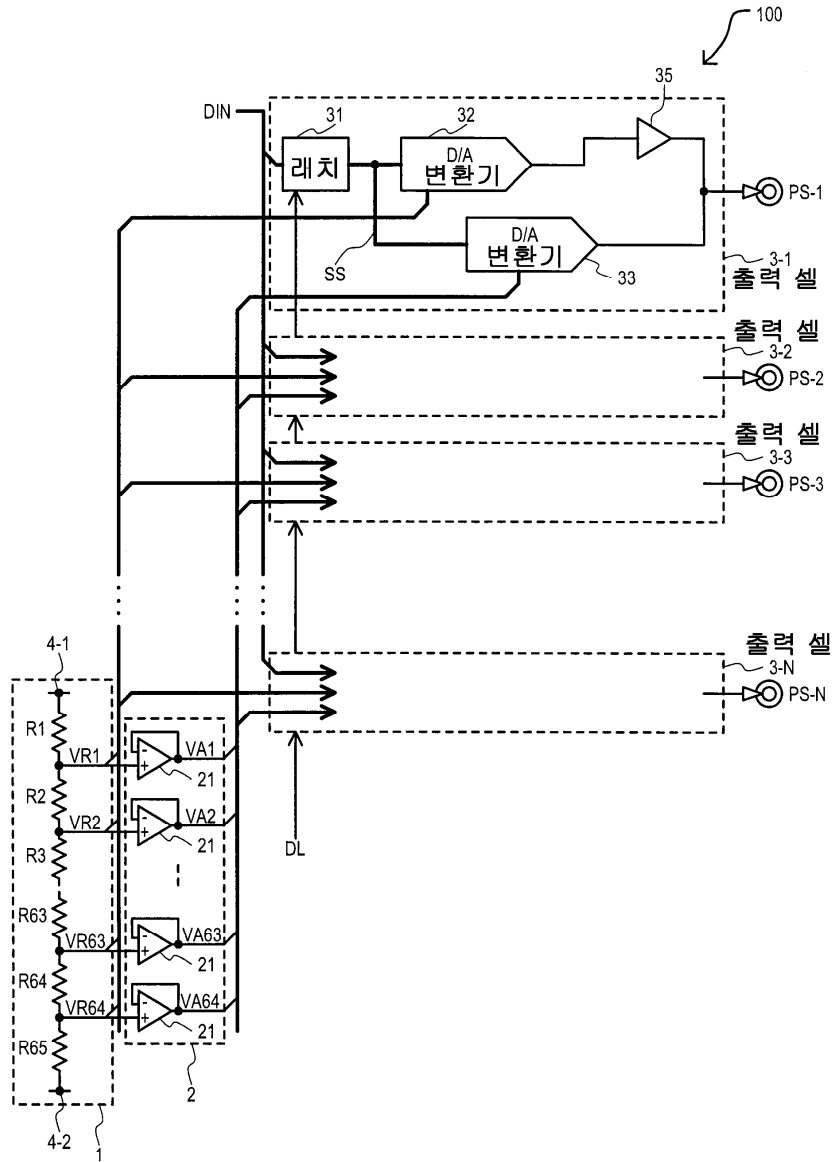 100
35
DIN
31
32
래치
D/A
변환기
PS-1
D/A
변환기
SS
33
3-1
출력 셀
출력 셀
3-2
PS-2
출력 셀
3-3
PS-3
출력 셀
3-N
PS-N
4-1
R1
VR1
VA1
21
R2
VR2
VA2
21
R3
DL
R63
VR63
VA63
21
R64
VR64
VA64
21
R65
2
4-2
1